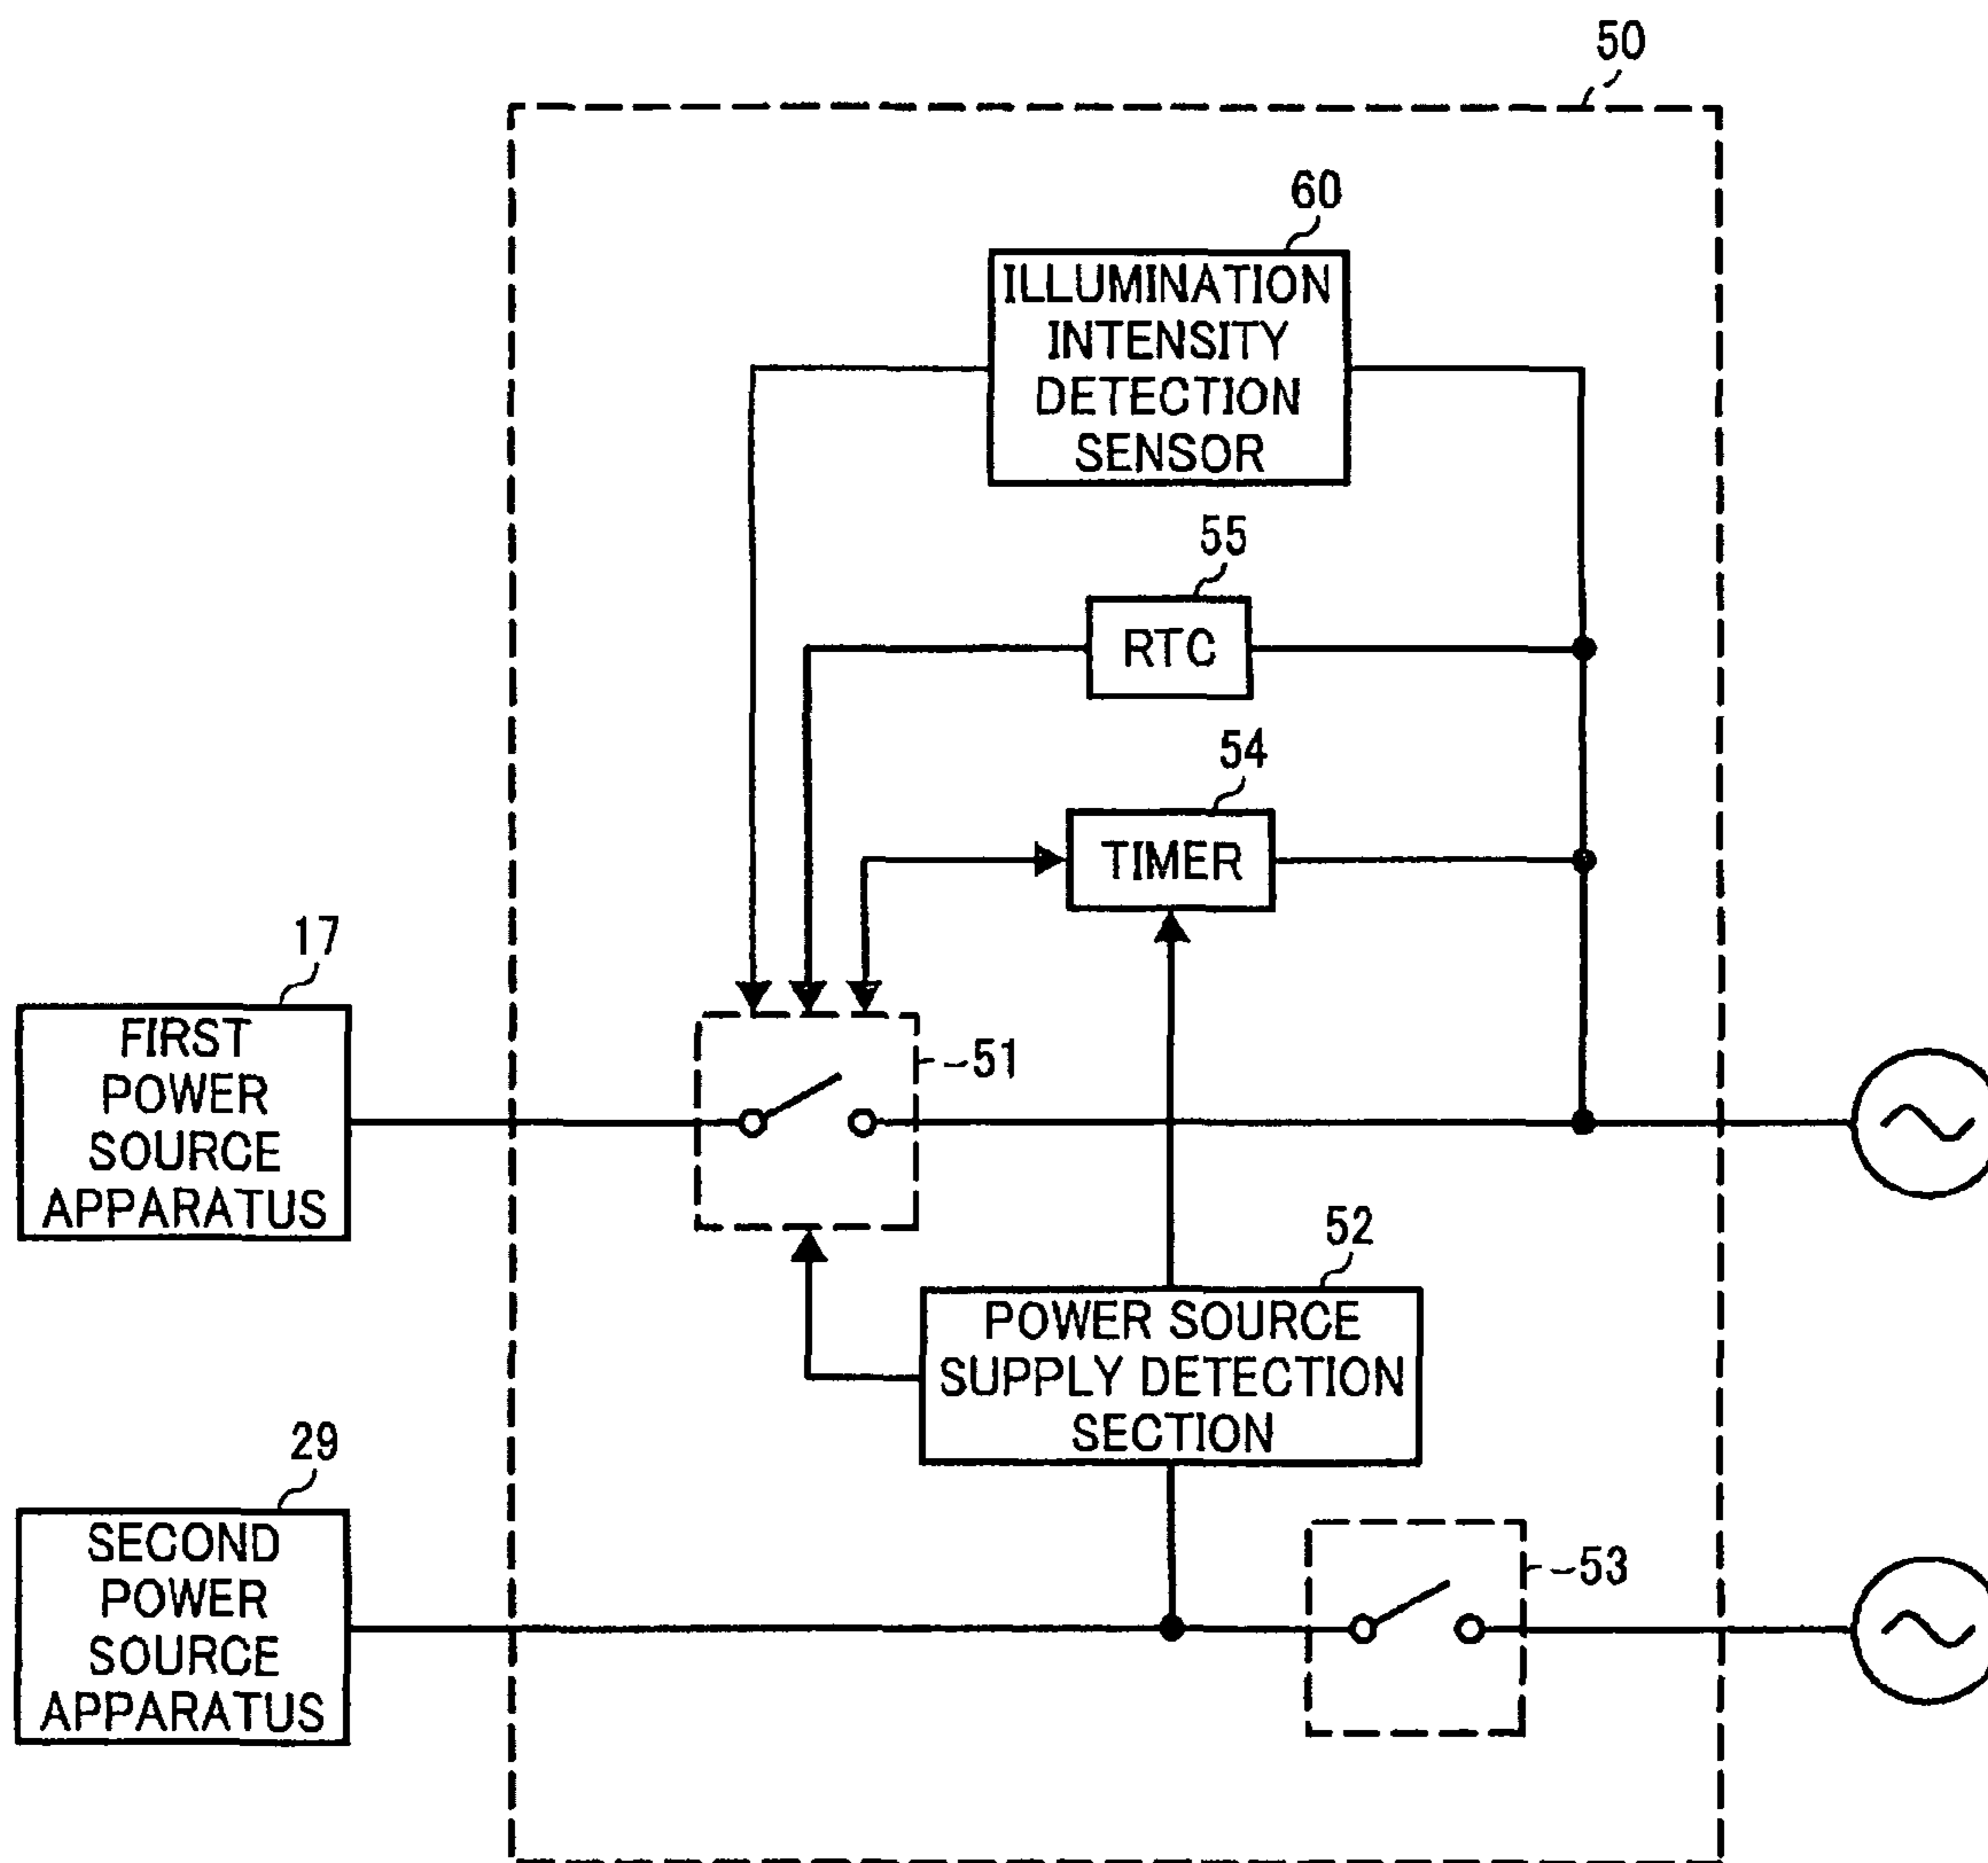 50
60
ILLUMINATION
INTENSITY
DETECTION
SENSOR
55
RTC
54
TIMER
17
FIRST
POWER
SOURCE
APPARATUS
51
52
POWER SOURCE
SUPPLY DETECTION
SECTION
29
SECOND
POWER
SOURCE
APPARATUS
53